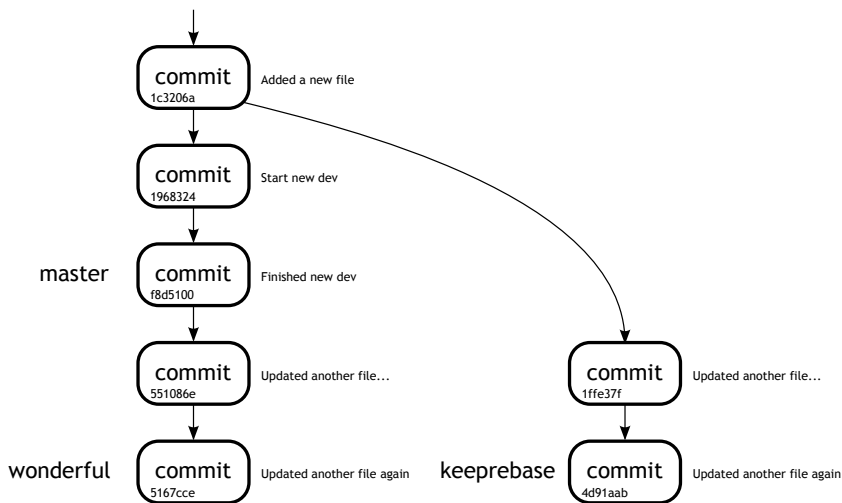 commit
1c3206a
Added a new file
commit
1968324
Start new dev
master
commit
f8d5100
Finished new dev
commit
551086e
Updated another file...
commit
1ffe37f
Updated another file...
wonderful
commit
5167cce
Updated another file again
keeprebase
commit
4d91aab
Updated another file again